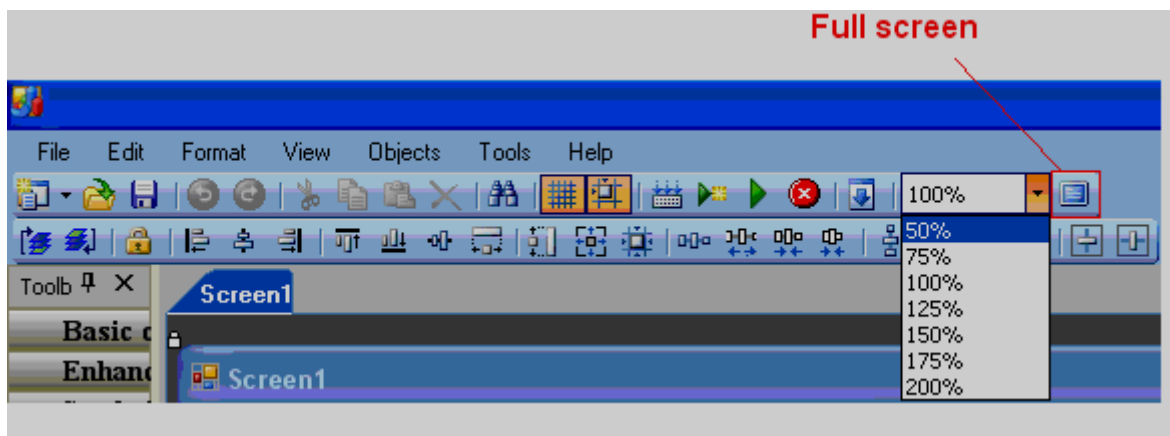 Full screen
File Edit Format View Objects Tools Help
100%
50%
75%
100%
125%
150%
175%
200%
Toolb
Screen1
Basic
Enhanc
Screen1